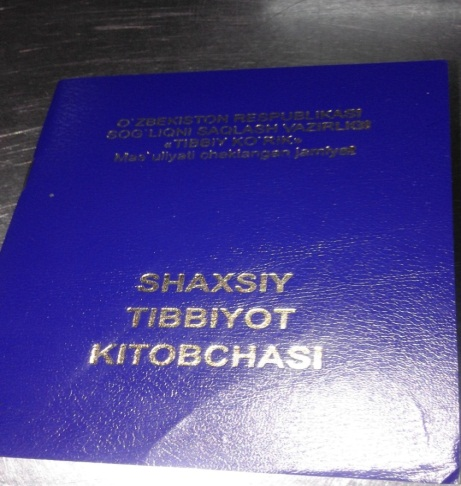 O'ZBEKISTON RESPUBLIKASI
SOG'LIQNI SAQLASH VAZIRLIGI
«TIBBIY KO'RIK»
Mas'uliyati cheklangan jamiyat
SHAXSIY
TIBBIYOT
KITOBCHASI